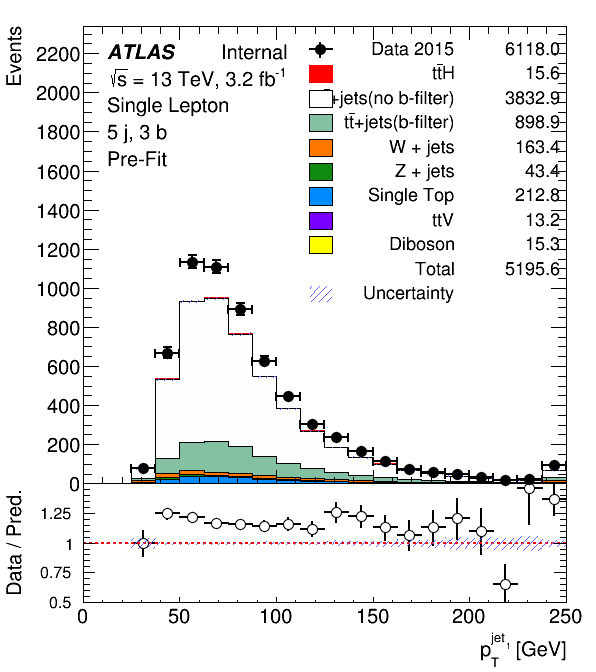 Events
2200
2000
1800
1600
1400
1200
1000
800
600
400
200
0
ATLAS Internal
√s = 13 TeV, 3.2 fb⁻¹
Single Lepton
5 j, 3 b
Pre-Fit
Data 2015 6118.0
tt̄H 15.6
+jets(no b-filter) 3832.9
tt̄+jets(b-filter) 898.9
W + jets 163.4
Z + jets 43.4
Single Top 212.8
ttV 13.2
Diboson 15.3
Total 5195.6
Uncertainty
Data / Pred.
1.25
1
0.75
0.5
0 50 100 150 200 250
p_T^{jet_1} [GeV]